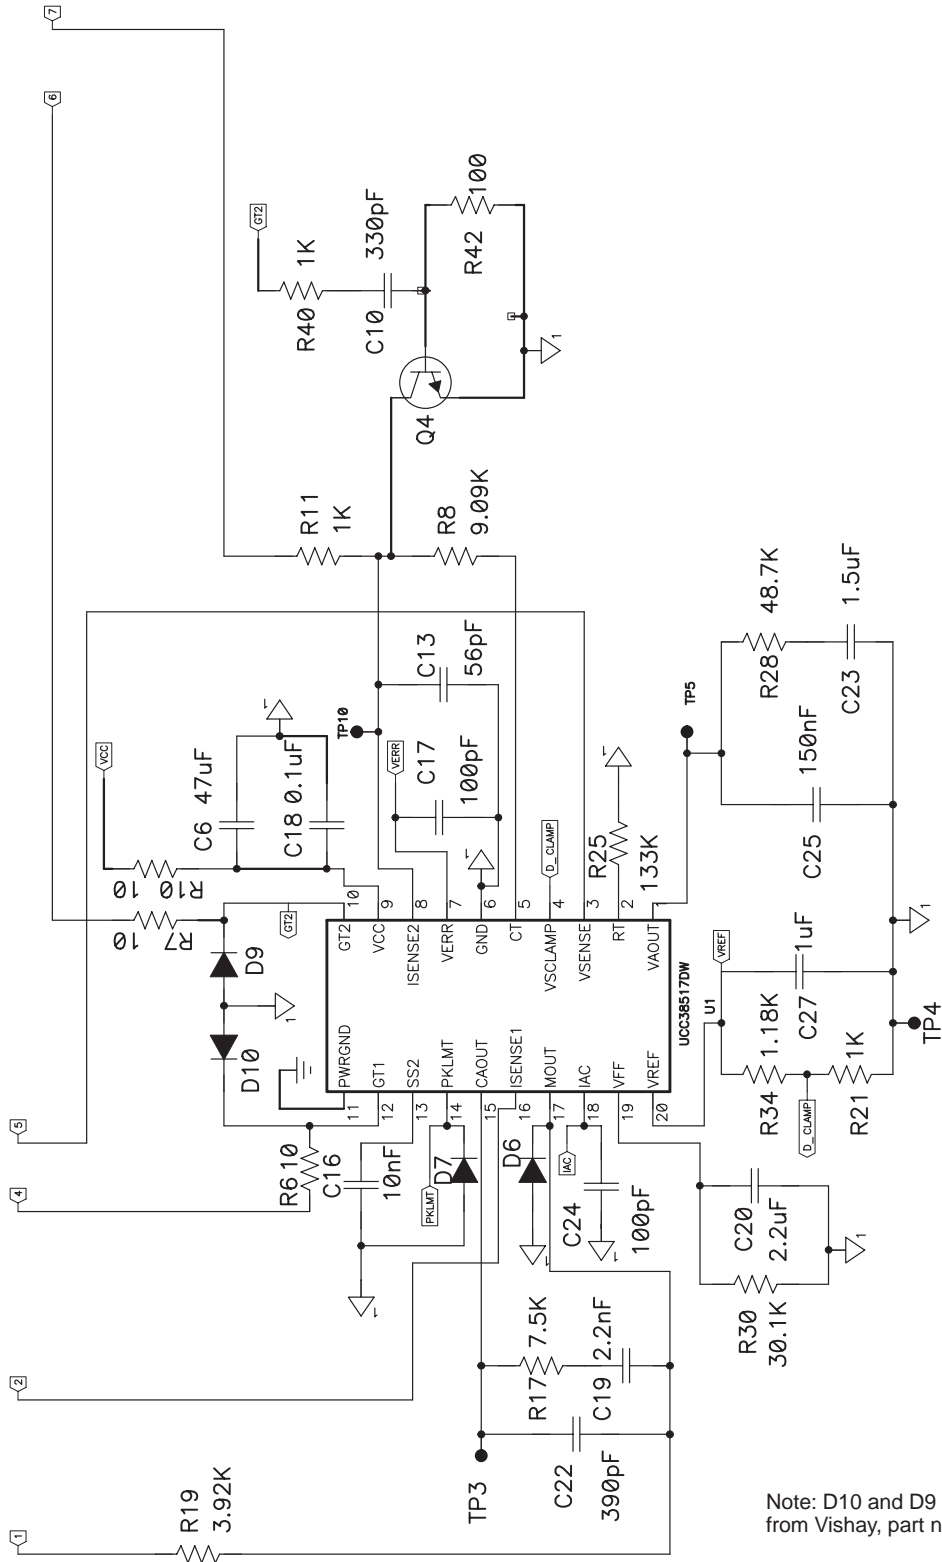 7
6
GT2
R40 1K
C10 330pF
R42 100
Q4
R11 1K
R8 9.09K
VCC
C6 47uF
C18 0.1uF
1
TP10
VERR
C13 56pF
C17 100pF
D_CLAMP
R25 133K
TP5
R28 48.7K
C23 1.5uF
C25 150nF
R10 10
R7 10
D9
GT2
D10
10 GT2
9 VCC
8 ISENSE2
7 VERR
6 GND
5 CT
4 VSCLAMP
3 VSENSE
2 RT
1 VAOUT
11 PWRGND
12 GT1
13 SS2
14 PKLMT
15 CAOUT
16 ISENSE1
17 MOUT
18 IAC
19 VFF
20 VREF
UCC38517DW
U1
VREF
C27 1uF
R34 1.18K
D_CLAMP
R21 1K
TP4
1
5
4
R6 10
C16 10nF
PKLMT
D7
D6
IAC
C24 100pF
C20 2.2uF
R30 30.1K
1
2
R17 7.5K
C19 2.2nF
TP3
C22 390pF
1
R19 3.92K
Note: D10 and D9
from Vishay, part n